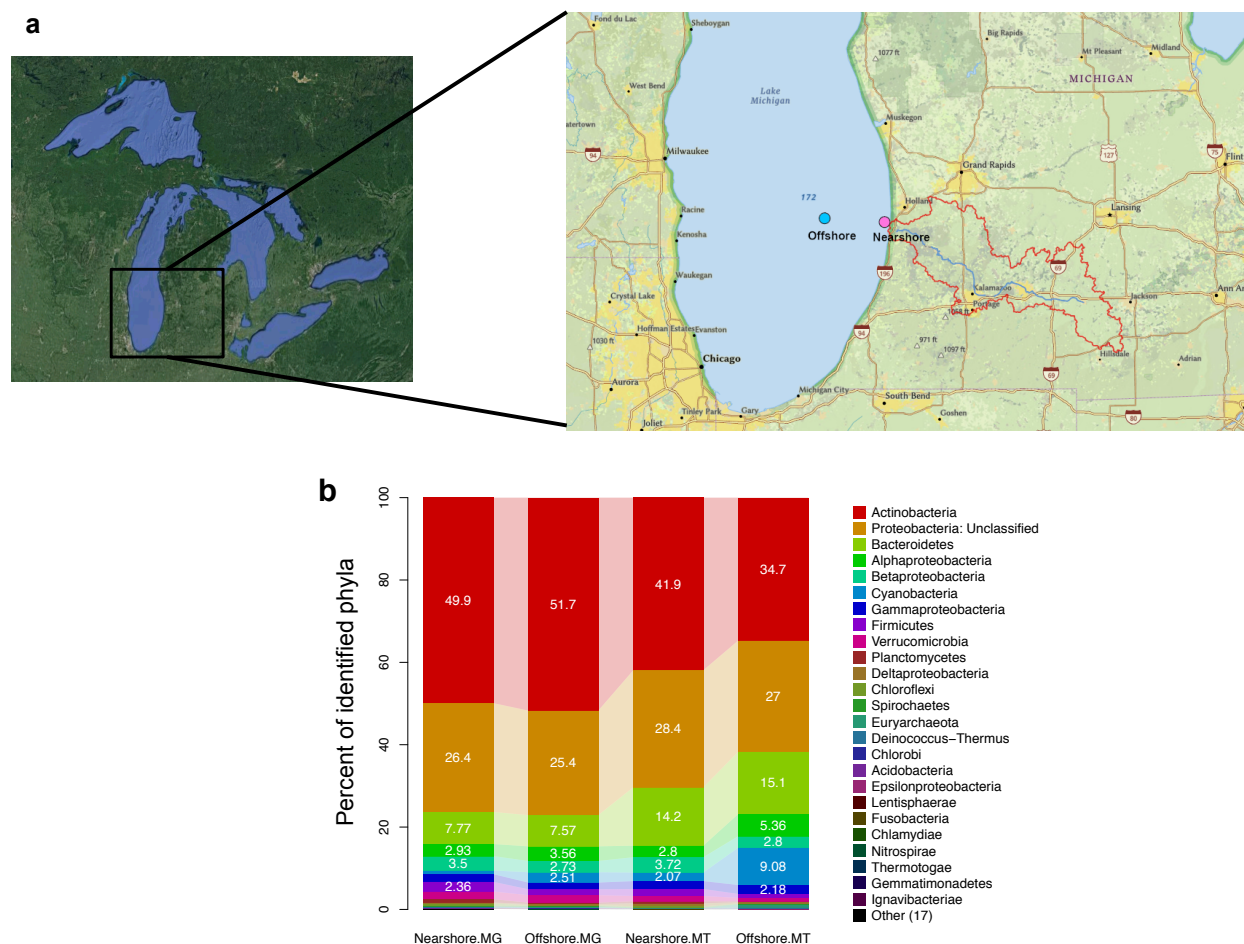 a
Fond du Lac
Sheboygan
1077 ft
Big Rapids
Mt Pleasant
Midland
MICHIGAN
West Bend
Lake
Michigan
Muskegon
atertown
94
Milwaukee
127
75
Flint
Grand Rapids
172
Holland
Lansing
Racine
Offshore
Nearshore
Kenosha
69
196
Waukegan
Kalamazoo
Ann Ar
Crystal Lake
Portage
Jackson
1058 ft
Hoffman Estates
Evanston
94
1030 ft
971 ft
1097 ft
Chicago
Hillsdale
Adrian
69
Aurora
Michigan City
South Bend
Tinley Park
Gary
Goshen
80
Joliet
b
Percent of identified phyla
100
80
60
40
20
0
49.9
51.7
41.9
34.7
26.4
25.4
28.4
27
7.77
7.57
14.2
15.1
2.93
3.56
2.8
5.36
3.5
2.73
3.72
2.8
2.51
2.07
9.08
2.36
2.18
Nearshore.MG
Offshore.MG
Nearshore.MT
Offshore.MT
Actinobacteria
Proteobacteria: Unclassified
Bacteroidetes
Alphaproteobacteria
Betaproteobacteria
Cyanobacteria
Gammaproteobacteria
Firmicutes
Verrucomicrobia
Planctomycetes
Deltaproteobacteria
Chloroflexi
Spirochaetes
Euryarchaeota
Deinococcus−Thermus
Chlorobi
Acidobacteria
Epsilonproteobacteria
Lentisphaerae
Fusobacteria
Chlamydiae
Nitrospirae
Thermotogae
Gemmatimonadetes
Ignavibacteriae
Other (17)